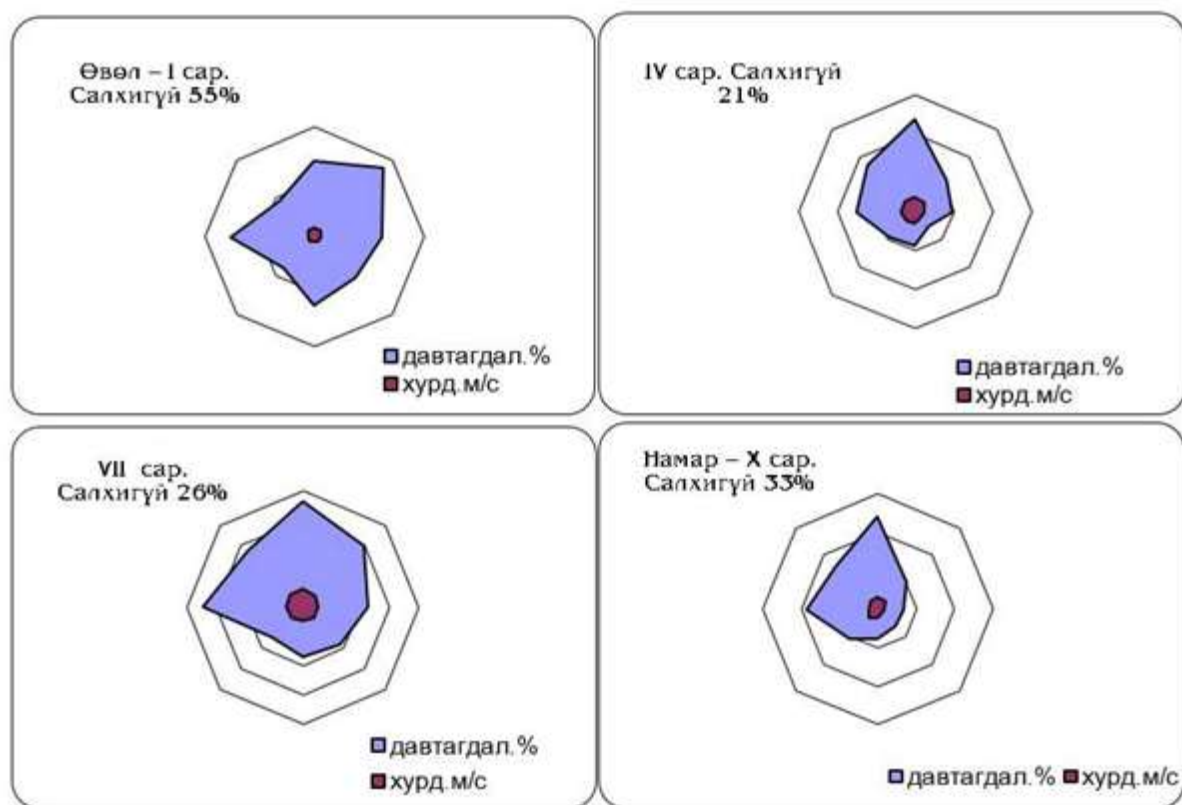 Өвөл – I сар.
Салхигүй 55%
давтагдал.%
хурд.м/с
IV сар. Салхигүй
21%
давтагдал.%
хурд.м/с
VII сар.
Салхигүй 26%
давтагдал.%
хурд.м/с
Намар – X сар.
Салхигүй 33%
давтагдал.% хурд.м/с